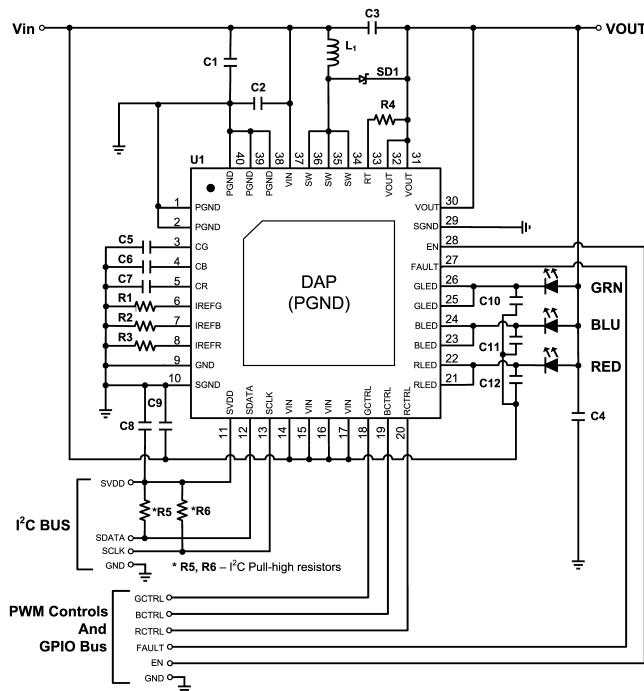 Vin
C3
VOUT
L1
C1
SD1
C2
R4
U1
40
39
38
37
36
35
34
33
32
31
PGND
PGND
PGND
VIN
SW
SW
SW
RT
VOUT
VOUT
1 PGND
2 PGND
C5 3 CG
C6 4 CB
C7 5 CR
R1 6 IREFG
R2 7 IREFB
R3 8 IREFR
9 GND
10 SGND
DAP
(PGND)
VOUT 30
SGND 29
EN 28
FAULT 27
GLED 26
GLED 25
BLED 24
BLED 23
RLED 22
RLED 21
C10
GRN
BLU
C11
RED
C12
C4
C9
C8
SVDD
SDATA
SCLK
VIN
VIN
VIN
VIN
GCTRL
BCTRL
RCTRL
11
12
13
14
15
16
17
18
19
20
I²C BUS
SVDD
*R5
*R6
SDATA
SCLK
GND
* R5, R6 – I²C Pull-high resistors
PWM Controls
And
GPIO Bus
GCTRL
BCTRL
RCTRL
FAULT
EN
GND